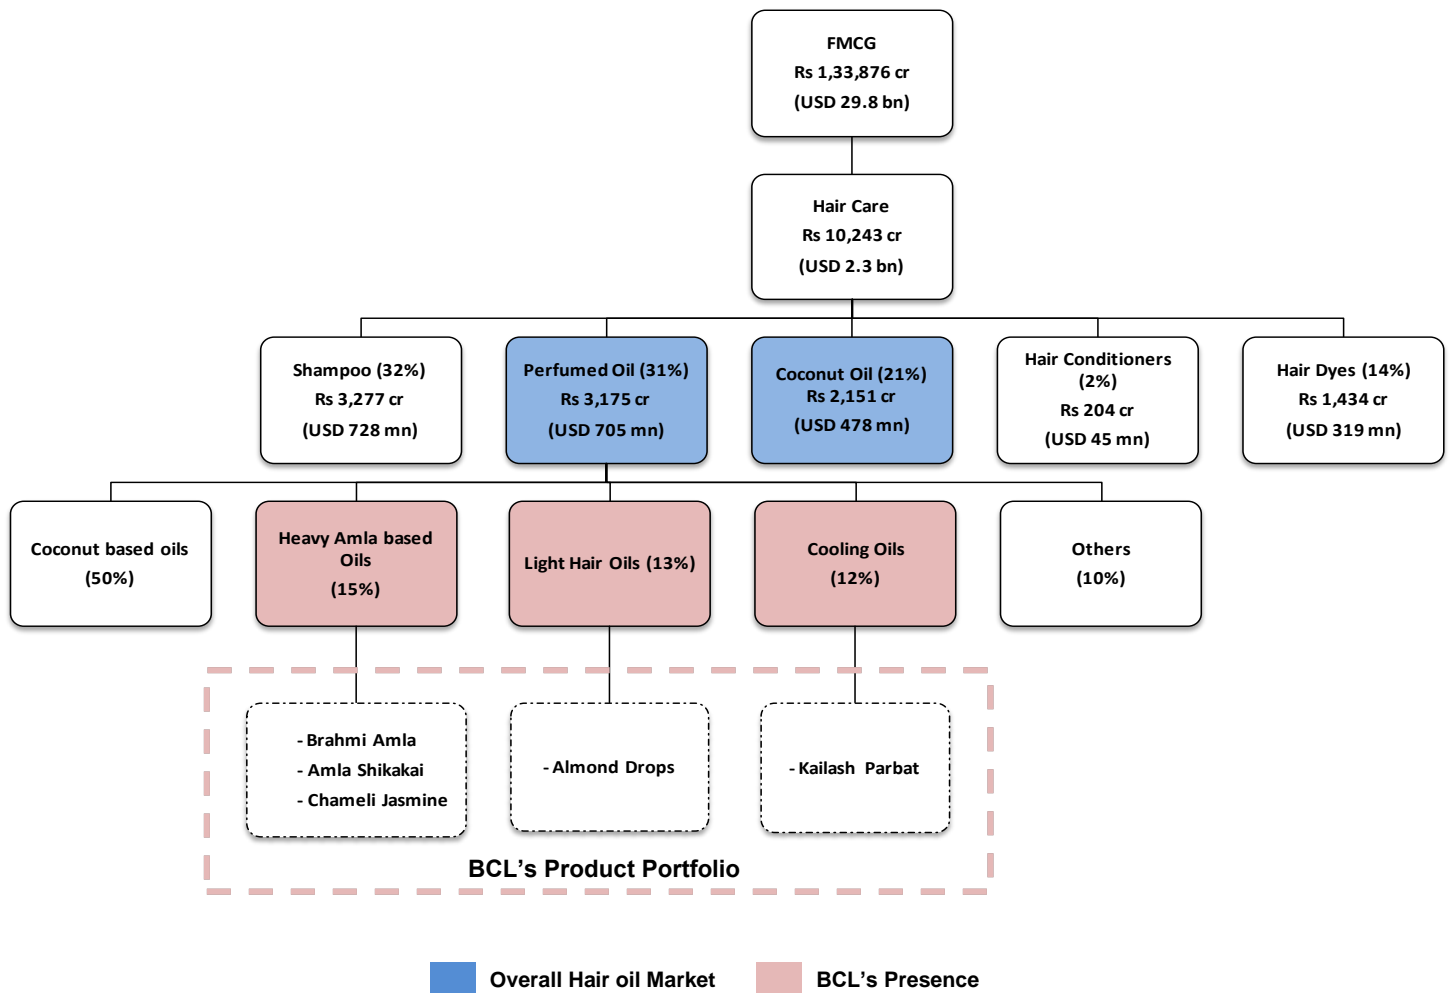 FMCG
Rs 1,33,876 cr
(USD 29.8 bn)
Hair Care
Rs 10,243 cr
(USD 2.3 bn)
Shampoo (32%)
Rs 3,277 cr
(USD 728 mn)
Perfumed Oil (31%)
Rs 3,175 cr
(USD 705 mn)
Coconut Oil (21%)
Rs 2,151 cr
(USD 478 mn)
Hair Conditioners
(2%)
Rs 204 cr
(USD 45 mn)
Hair Dyes (14%)
Rs 1,434 cr
(USD 319 mn)
Coconut based oils
(50%)
Heavy Amla based
Oils
(15%)
Light Hair Oils (13%)
Cooling Oils
(12%)
Others
(10%)
- Brahmi Amla
- Amla Shikakai
- Chameli Jasmine
- Almond Drops
- Kailash Parbat
BCL's Product Portfolio
Overall Hair oil Market
BCL's Presence